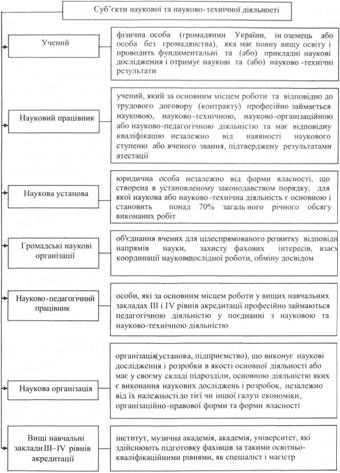 Суб'єкти наукової та науково-технічної діяльності
Учений
фізична особа (громадянин України, іноземець або
особа без громадянства), яка має повну вищу освіту і
проводить фундаментальні та (або) прикладні наукові
дослідження і отримує наукові та (або) науково-технічні
результати
Науковий працівник
учений, який за основним місцем роботи та відповідно до
трудового договору (контракту) професійно займається
науковою, науково-технічною, науково-організаційною
або науково-педагогічною діяльністю та має відповідну
кваліфікацію незалежно від наявності наукового
ступеню або вченого звання, підтверджену результатами
атестації
Наукова установа
юридична особа незалежно від форми власності, що
створена в установленому законодавством порядку, для
якої наукова або науково-технічна діяльність є основною і
становить понад 70% загального річного обсягу
виконаних робіт
Громадські наукові
організації
об'єднання вчених для цілеспрямованого розвитку відповідн
напрямів науки, захисту фахових інтересів, взає
координації науководослідної роботи, обміну досвідом
Науково-педагогічний
працівник
особи, які за основним місцем роботи у вищих навчальних
закладах III і IV рівнів акредитації професійно займаються
педагогічною діяльністю у поєднанні з науковою та
науково-технічною діяльністю
Наукова організація
організація(установа, підприємство), що виконує наукові
дослідження і розробки в якості основної діяльності або
має у своєму складі підрозділи, основною діяльністю яких
є виконання наукових досліджень і розробок, незалежно
від їх належності до тієї чи іншої галузі економіки,
організаційно-правової форми та форми власності
Вищі навчальні
заклади III–IV рівнів
акредитації
інститут, музична академія, академія, університет, які
здійснюють підготовку фахівців за такими освітньо-
кваліфікаційними рівнями, як спеціаліст і магістр